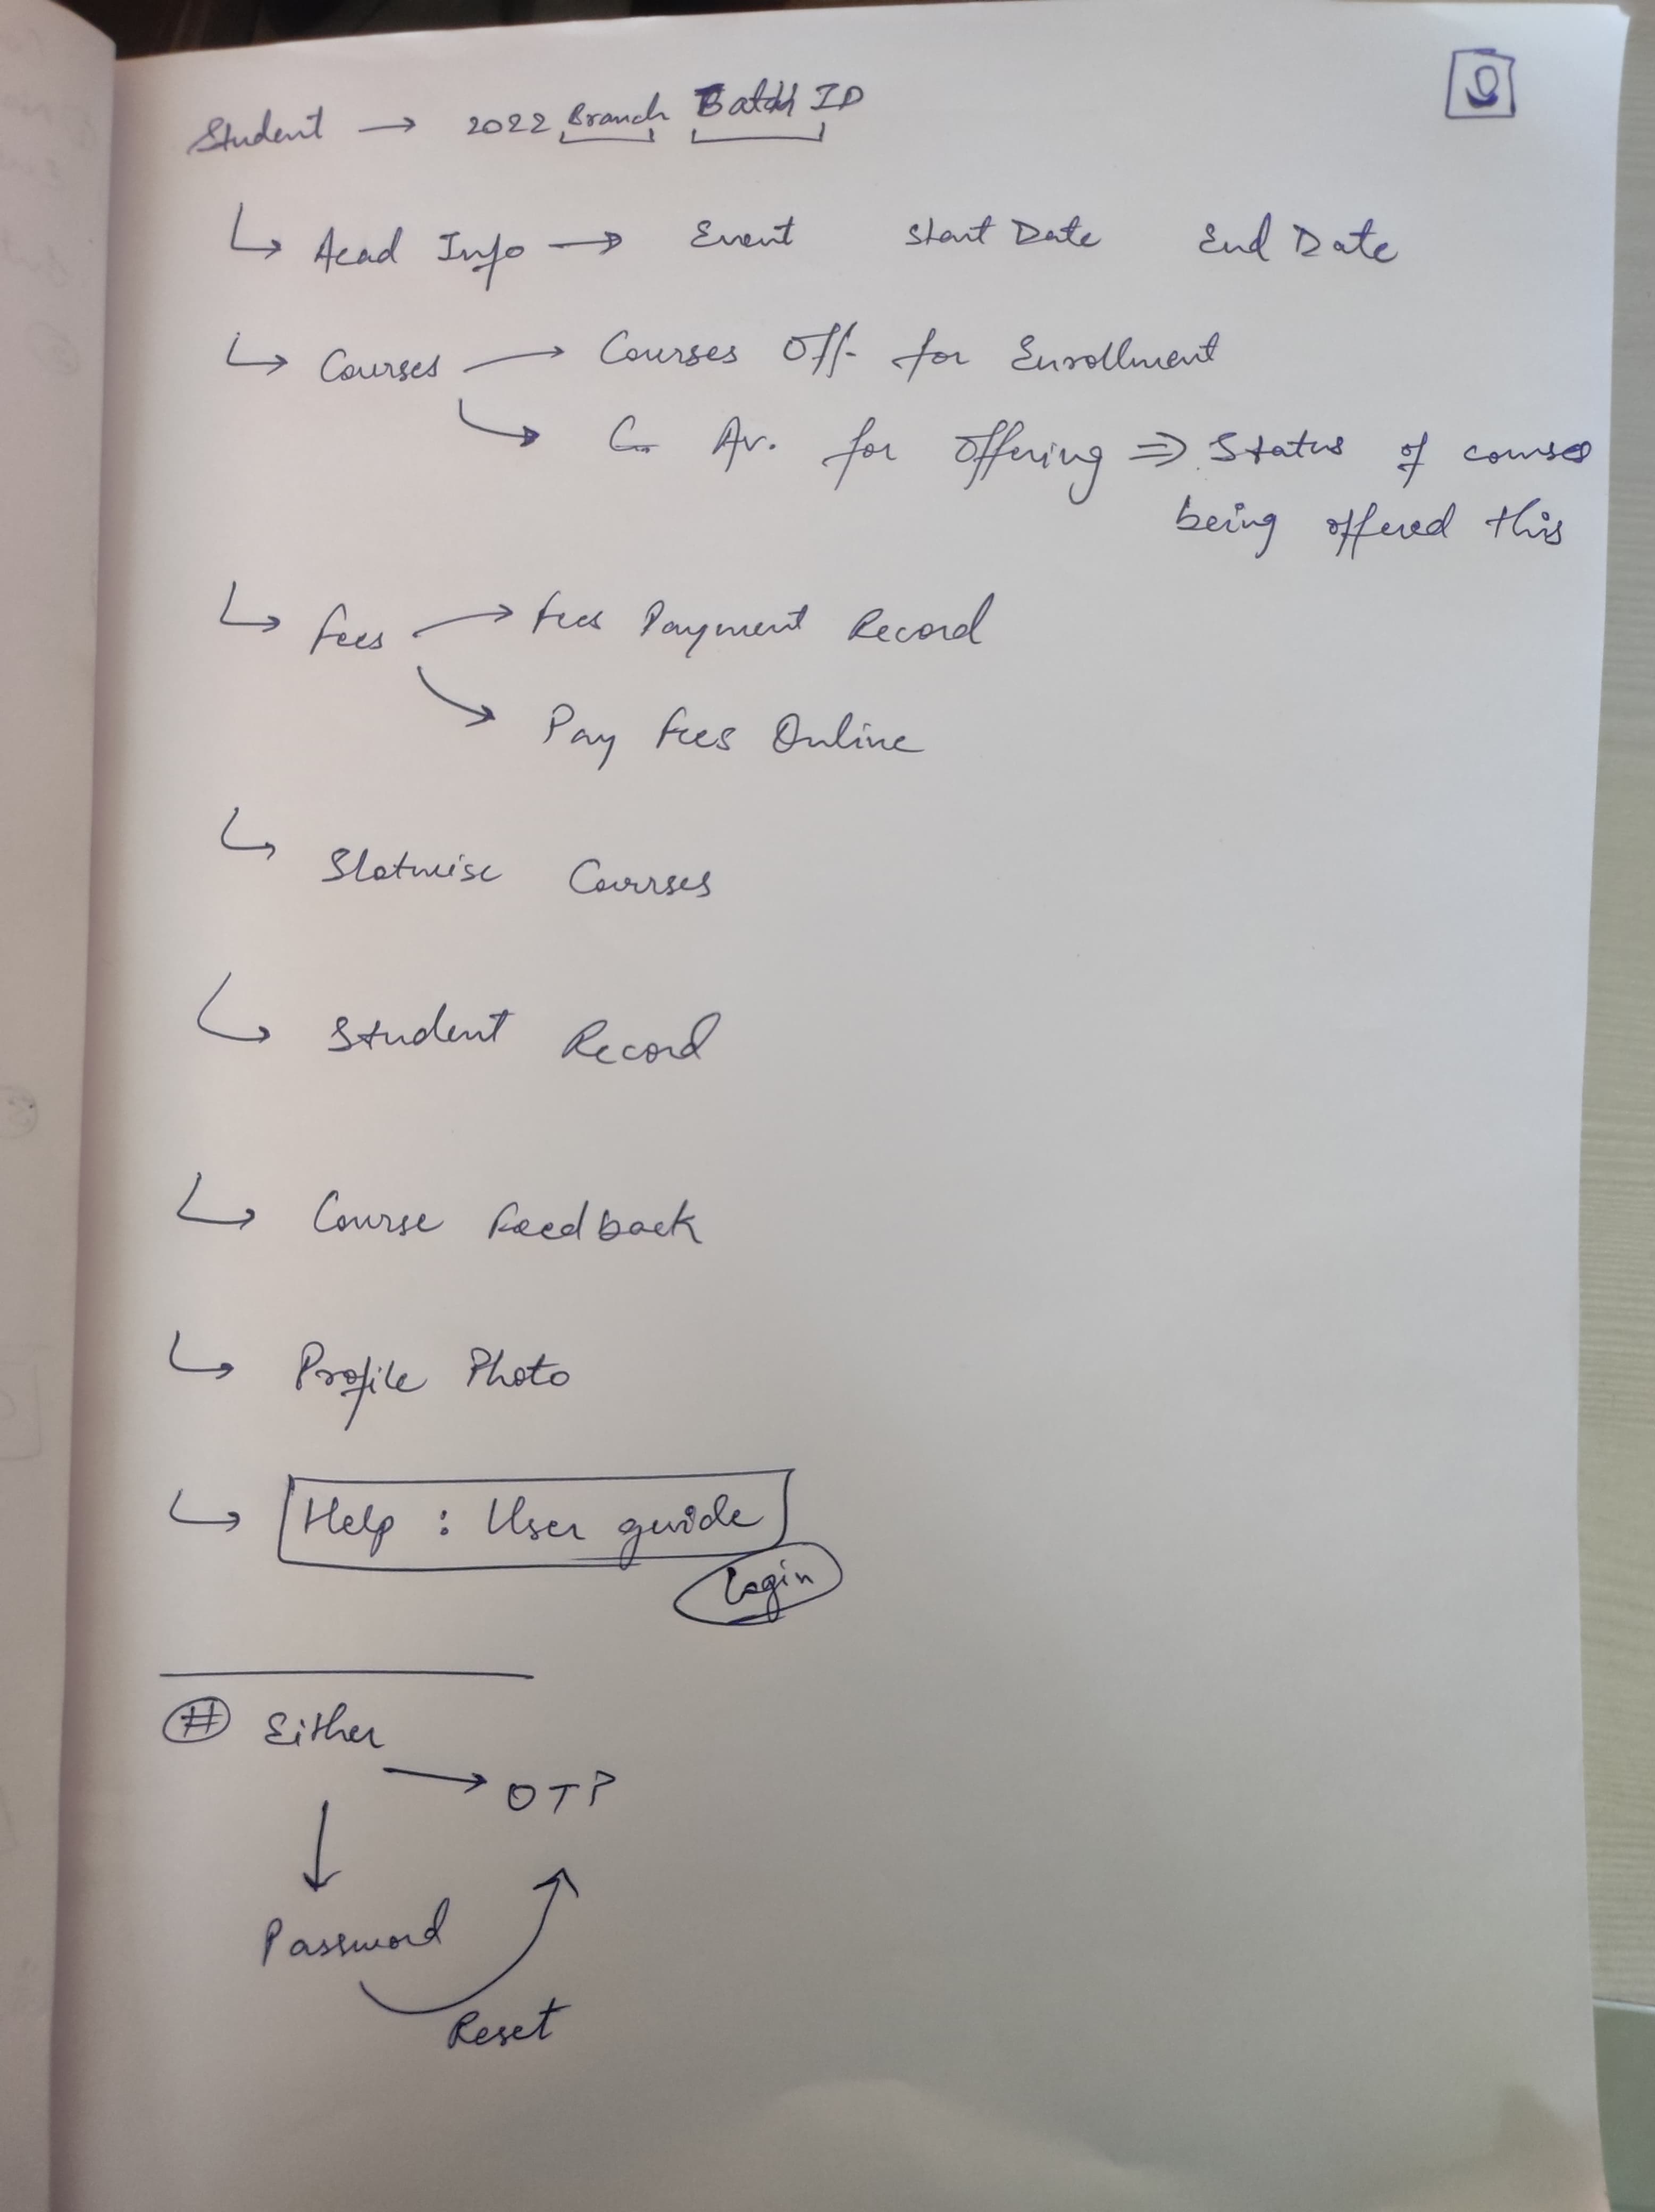 Student → 2022 Branch Batch ID
↳ Acad Info → Event Start Date End Date
↳ Courses → Courses Off. for Enrollment
↳ C. Av. for Offering ⇒ Status of courses
being offered this
↳ Fees → Fees Payment Record
↳ Pay Fees Online
↳ Slotwise Courses
↳ Student Record
↳ Course Feedback
↳ Profile Photo
↳ Help : User guide
Login
# Either
→ OTP
↓
Password
Reset